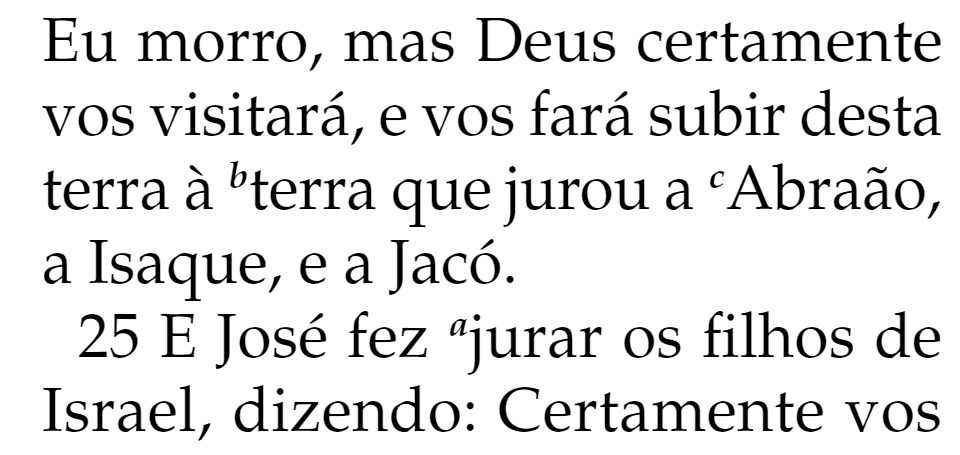 Eu morro, mas Deus certamente
vos visitará, e vos fará subir desta
terra à ᵇterra que jurou a ᶜAbraão,
a Isaque, e a Jacó.
25 E José fez ᵃjurar os filhos de
Israel, dizendo: Certamente vos